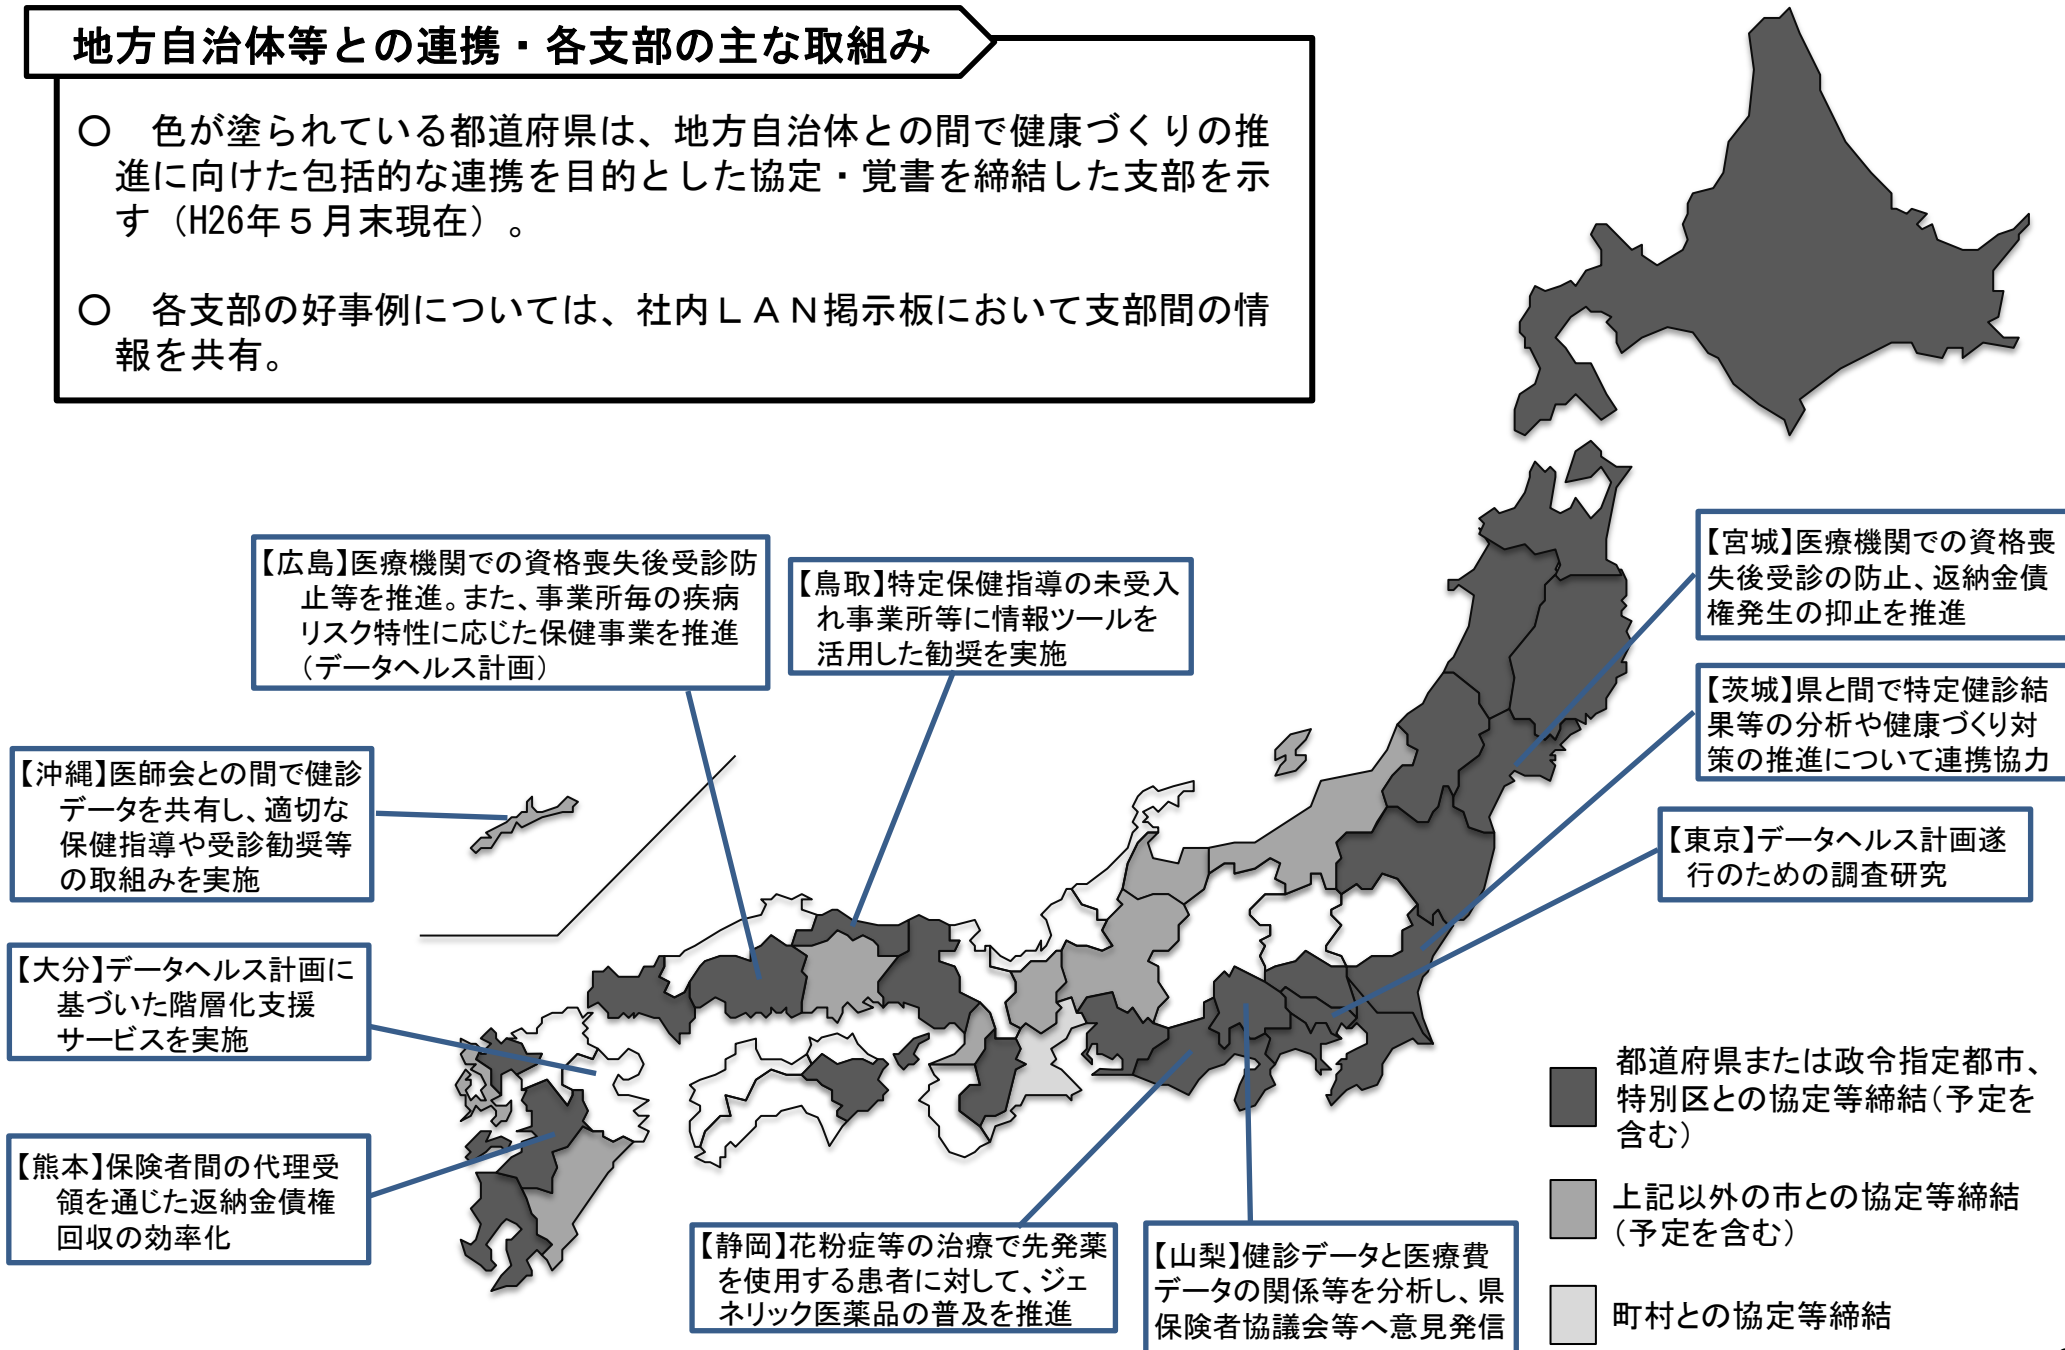 地方自治体等との連携・各支部の主な取組み
○　色が塗られている都道府県は、地方自治体との間で健康づくりの推
進に向けた包括的な連携を目的とした協定・覚書を締結した支部を示
す（H26年５月末現在）。
○　各支部の好事例については、社内ＬＡＮ掲示板において支部間の情
報を共有。
【広島】医療機関での資格喪失後受診防
止等を推進。また、事業所毎の疾病
リスク特性に応じた保健事業を推進
（データヘルス計画）
【鳥取】特定保健指導の未受入
れ事業所等に情報ツールを
活用した勧奨を実施
【宮城】医療機関での資格喪
失後受診の防止、返納金債
権発生の抑止を推進
【茨城】県と間で特定健診結
果等の分析や健康づくり対
策の推進について連携協力
【沖縄】医師会との間で健診
データを共有し、適切な
保健指導や受診勧奨等
の取組みを実施
【東京】データヘルス計画遂
行のための調査研究
【大分】データヘルス計画に
基づいた階層化支援
サービスを実施
【熊本】保険者間の代理受
領を通じた返納金債権
回収の効率化
【静岡】花粉症等の治療で先発薬
を使用する患者に対して、ジェ
ネリック医薬品の普及を推進
【山梨】健診データと医療費
データの関係等を分析し、県
保険者協議会等へ意見発信
都道府県または政令指定都市、
特別区との協定等締結（予定を
含む）
上記以外の市との協定等締結
（予定を含む）
町村との協定等締結